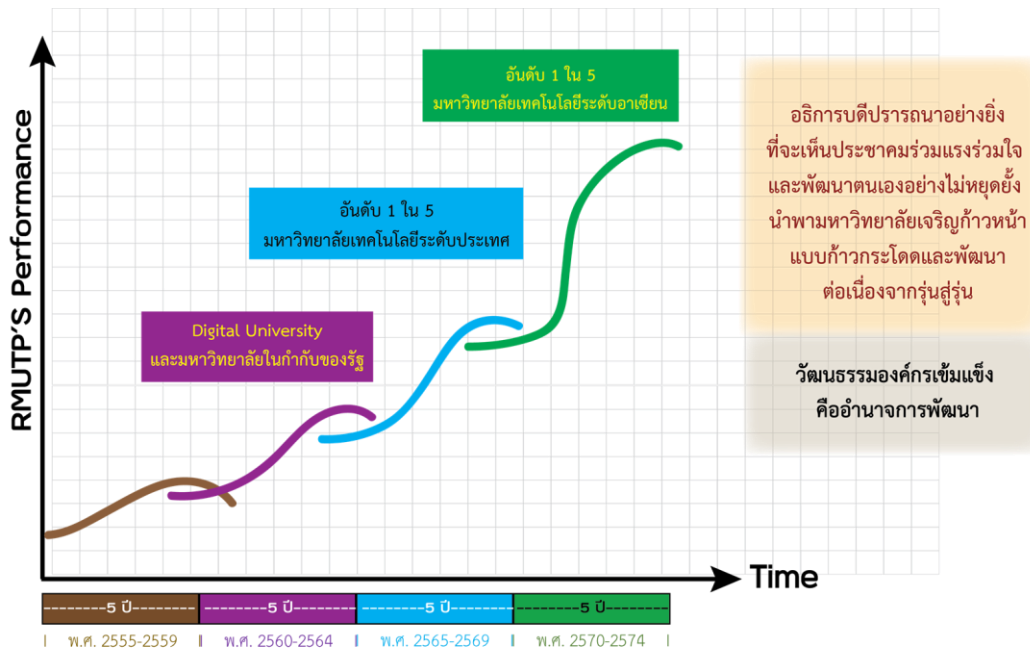 อันดับ 1 ใน 5
มหาวิทยาลัยเทคโนโลยีระดับอาเซียน
อธิการบดีปรารถนาอย่างยิ่ง
ที่จะเห็นประชาคมร่วมแรงร่วมใจ
และพัฒนาตนเองอย่างไม่หยุดยั้ง
นำพามหาวิทยาลัยเจริญก้าวหน้า
แบบก้าวกระโดดและพัฒนา
ต่อเนื่องจากรุ่นสู่รุ่น
อันดับ 1 ใน 5
มหาวิทยาลัยเทคโนโลยีระดับประเทศ
Digital University
และมหาวิทยาลัยในกำกับของรัฐ
วัฒนธรรมองค์กรเข้มแข็ง
คืออำนาจการพัฒนา
RMUTP'S Performance
Time
--------5 ปี-------- --------5 ปี-------- --------5 ปี-------- --------5 ปี--------
| พ.ศ. 2555-2559 | พ.ศ. 2560-2564 | พ.ศ. 2565-2569 | พ.ศ. 2570-2574 |